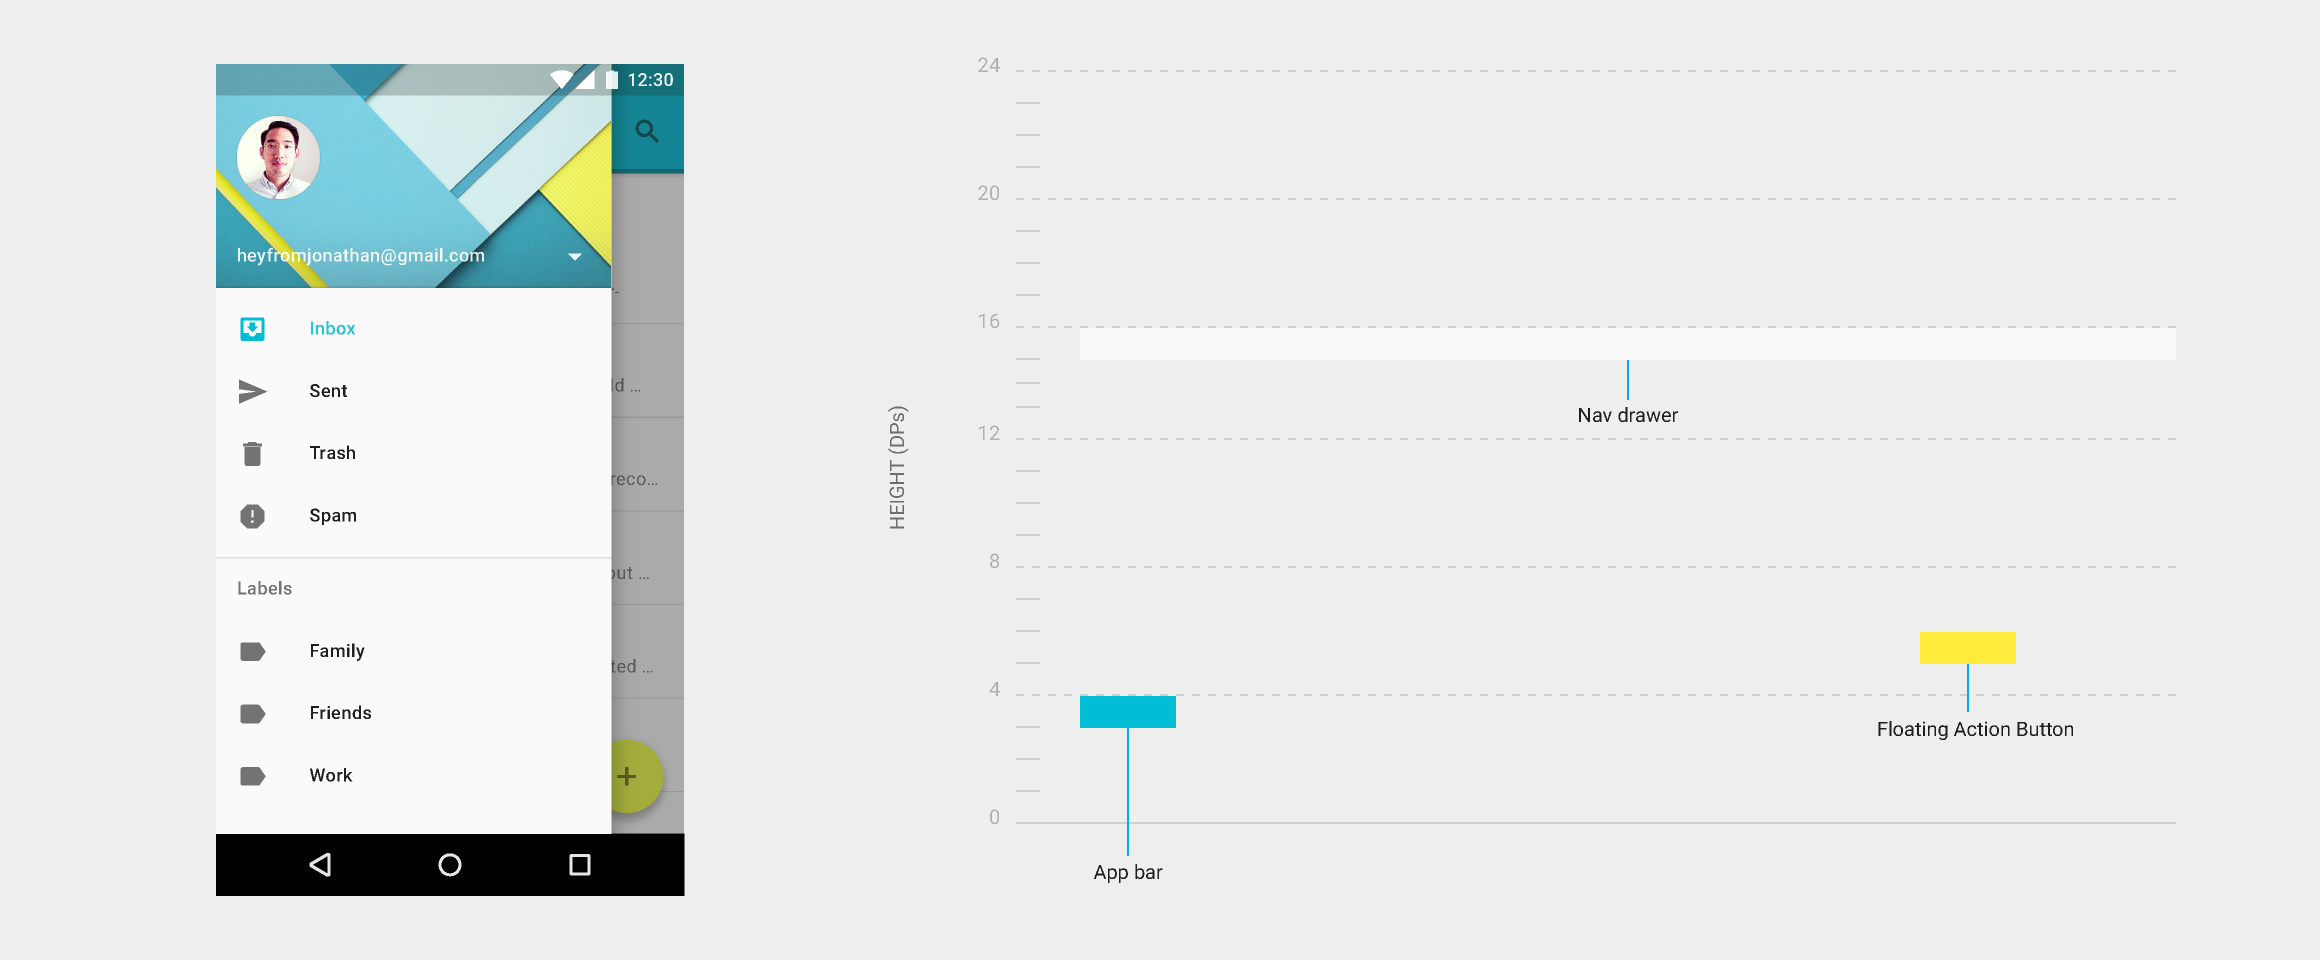 12:30
heyfromjonathan@gmail.com
Inbox
Sent
Trash
Spam
Labels
Family
Friends
Work
ld ...
reco...
out ...
ted ...
HEIGHT (DPs)
24
20
16
12
8
4
0
Nav drawer
Floating Action Button
App bar